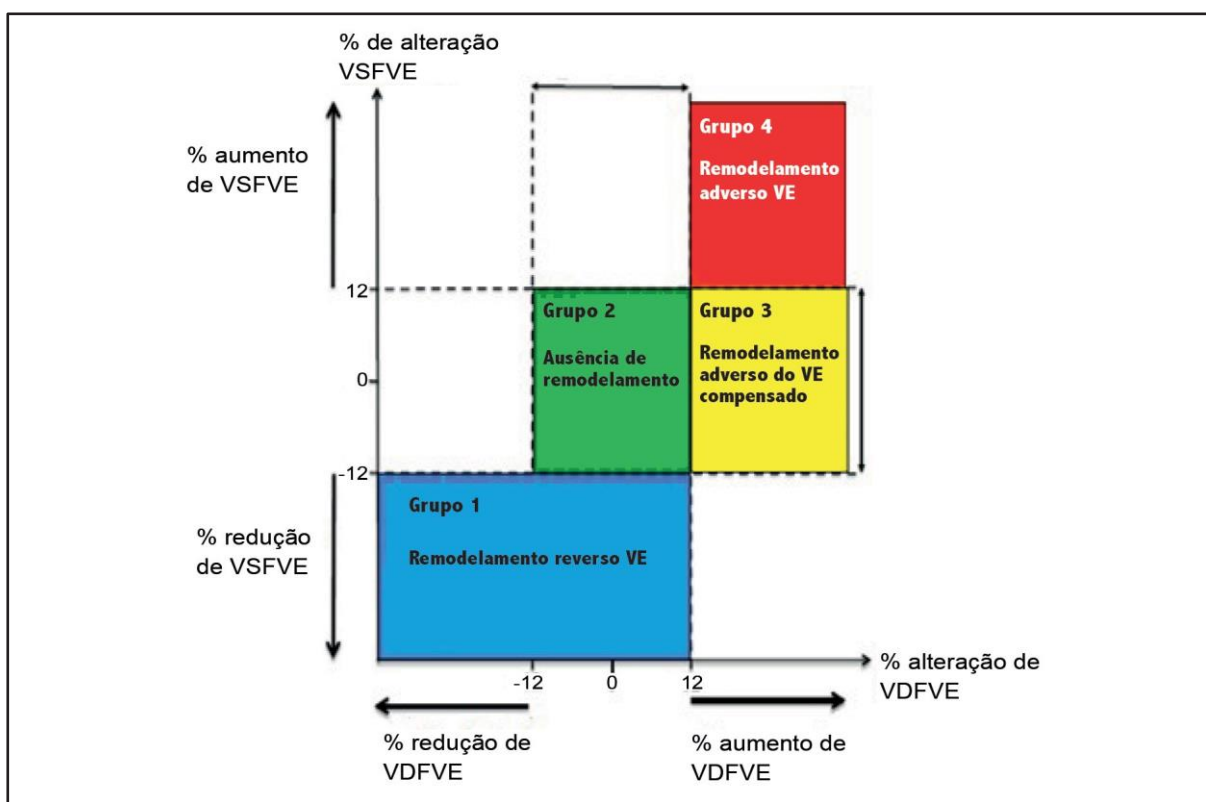 % de alteração
VSFVE
% aumento
de VSFVE
Grupo 4
Remodelamento
adverso VE
12
Grupo 2
Ausência de
remodelamento
Grupo 3
Remodelamento
adverso do VE
compensado
0
-12
Grupo 1
Remodelamento reverso VE
% redução
de VSFVE
-12
0
12
% alteração de
VDFVE
% redução de
VDFVE
% aumento de
VDFVE